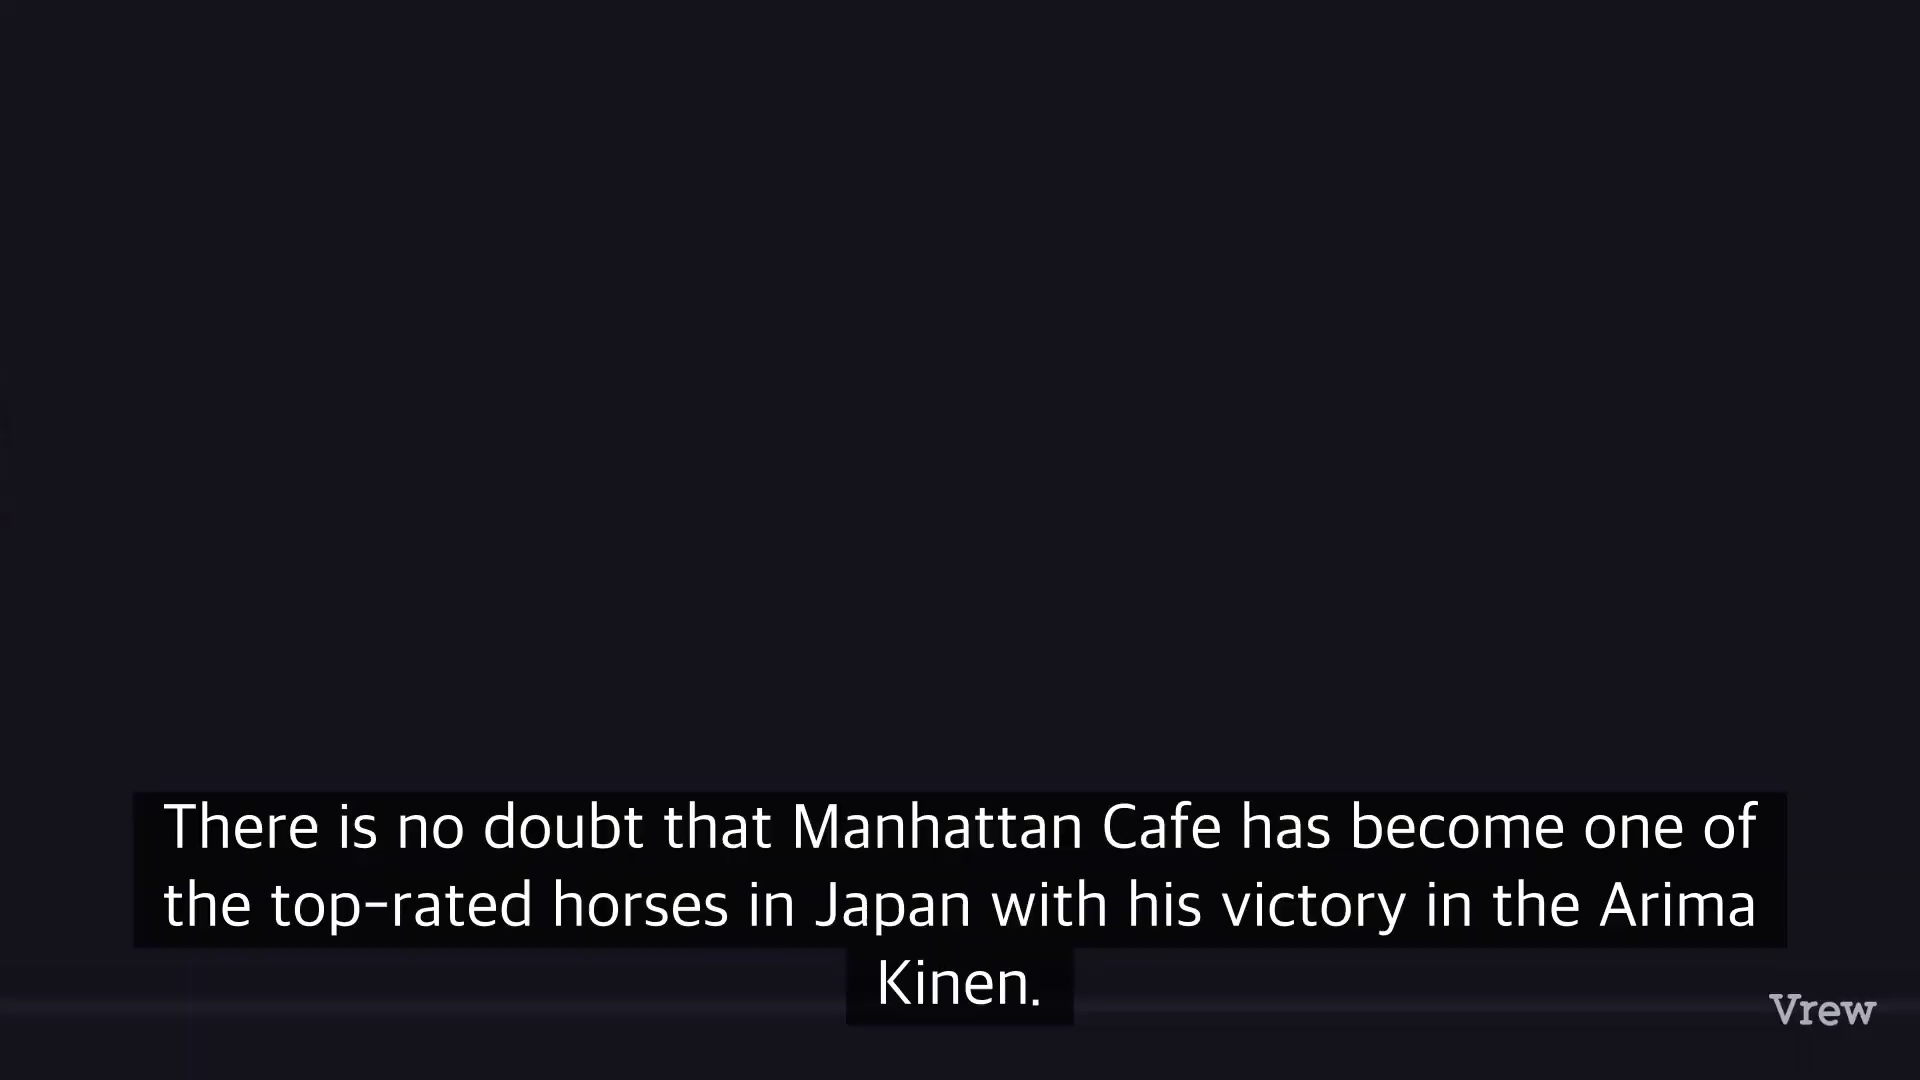 There is no doubt that Manhattan Cafe has become one of
the top-rated horses in Japan with his victory in the Arima
Kinen.
Vrew